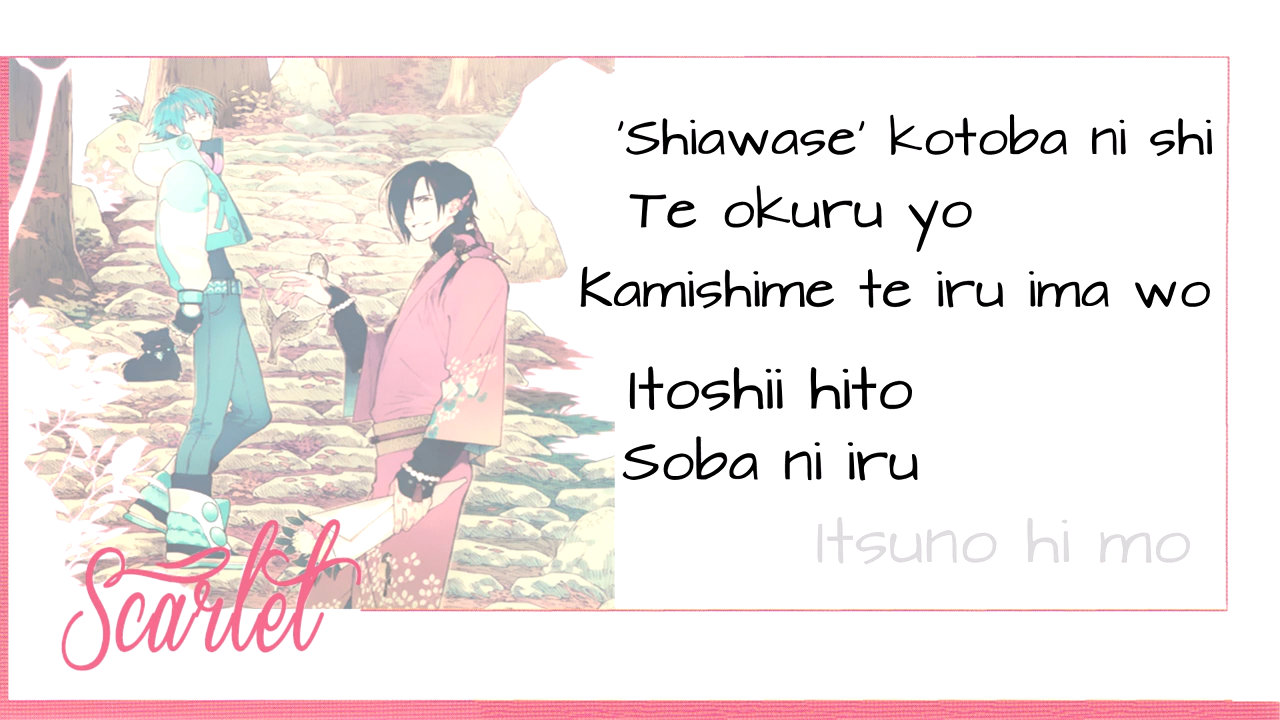 'Shiawase' kotoba ni shi
Te okuru yo
Kamishime te iru ima wo
Itoshii hito
Soba ni iru
Itsuno hi mo
Scarlet